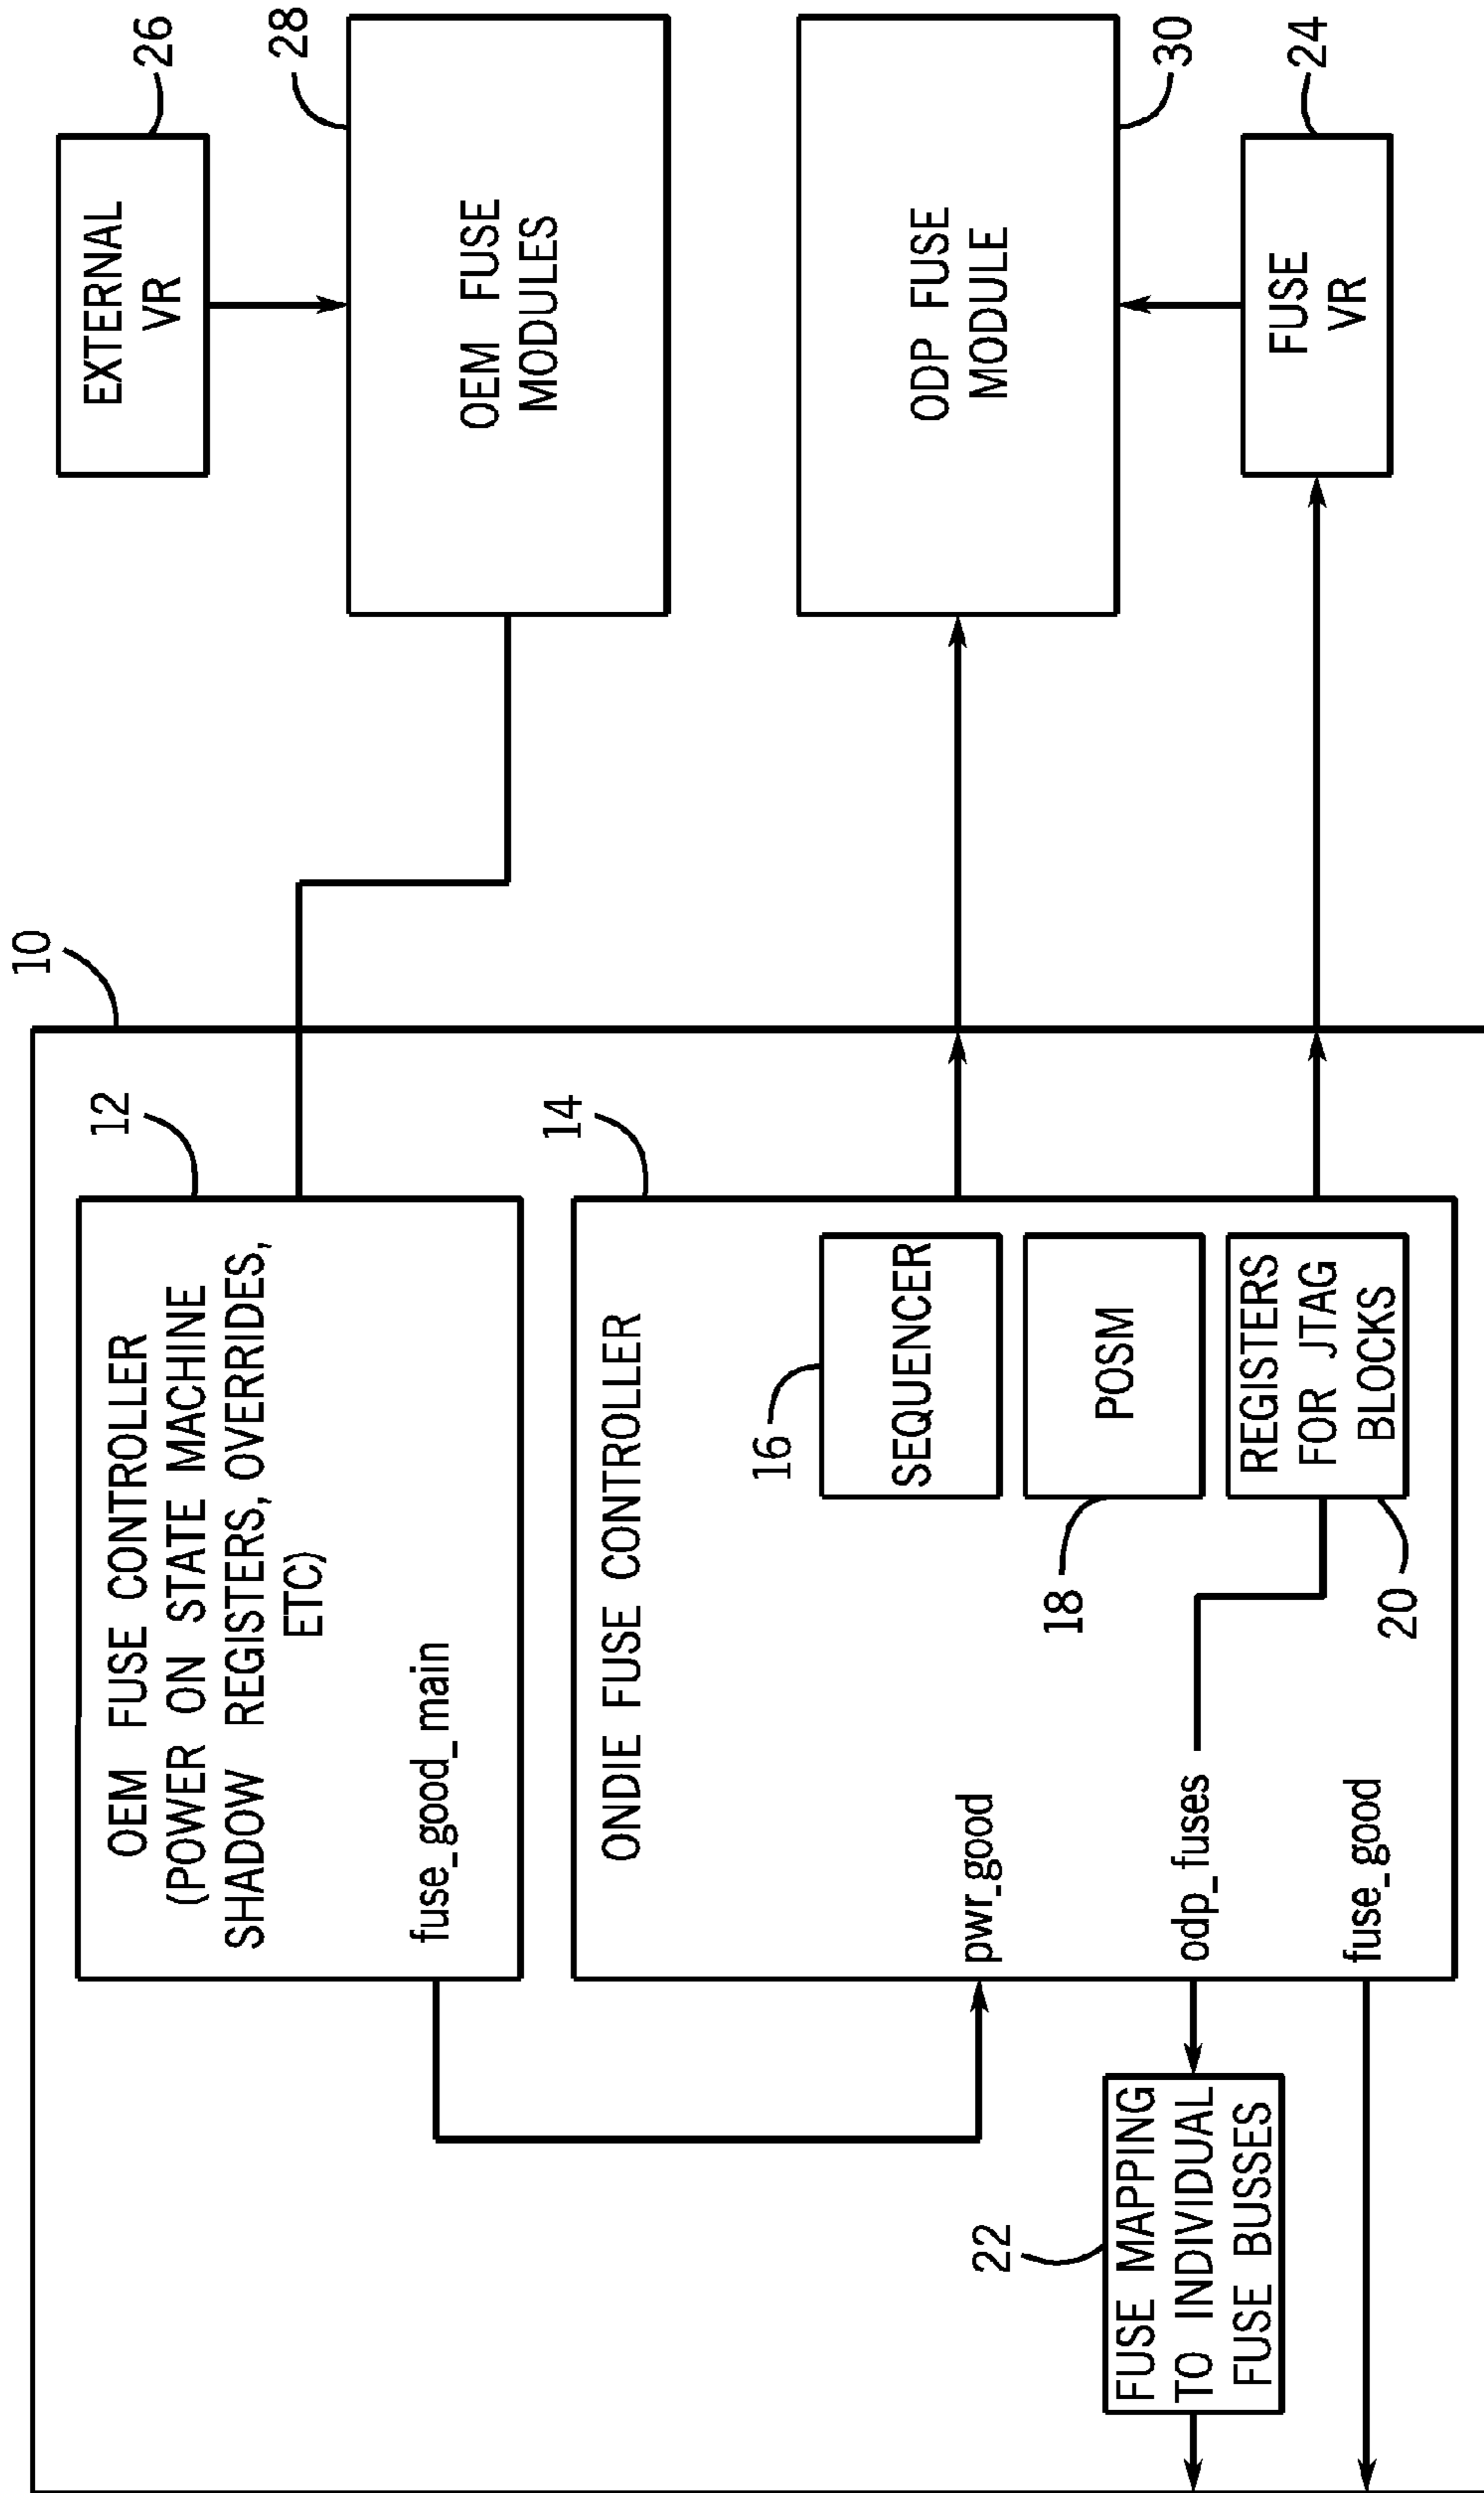 10
12
OEM FUSE CONTROLLER
(POWER ON STATE MACHINE
SHADOW REGISTERS, OVERRIDES,
ETC)
fuse_good_main
14
ONDIE FUSE CONTROLLER
16
SEQUENCER
18
POSM
REGISTERS
FOR JTAG
BLOCKS
20
pwr_good
odp_fuses
fuse_good
22
FUSE MAPPING
TO INDIVIDUAL
FUSE BUSSES
EXTERNAL
VR
26
28
OEM FUSE
MODULES
ODP FUSE
MODULE
30
FUSE
VR
24